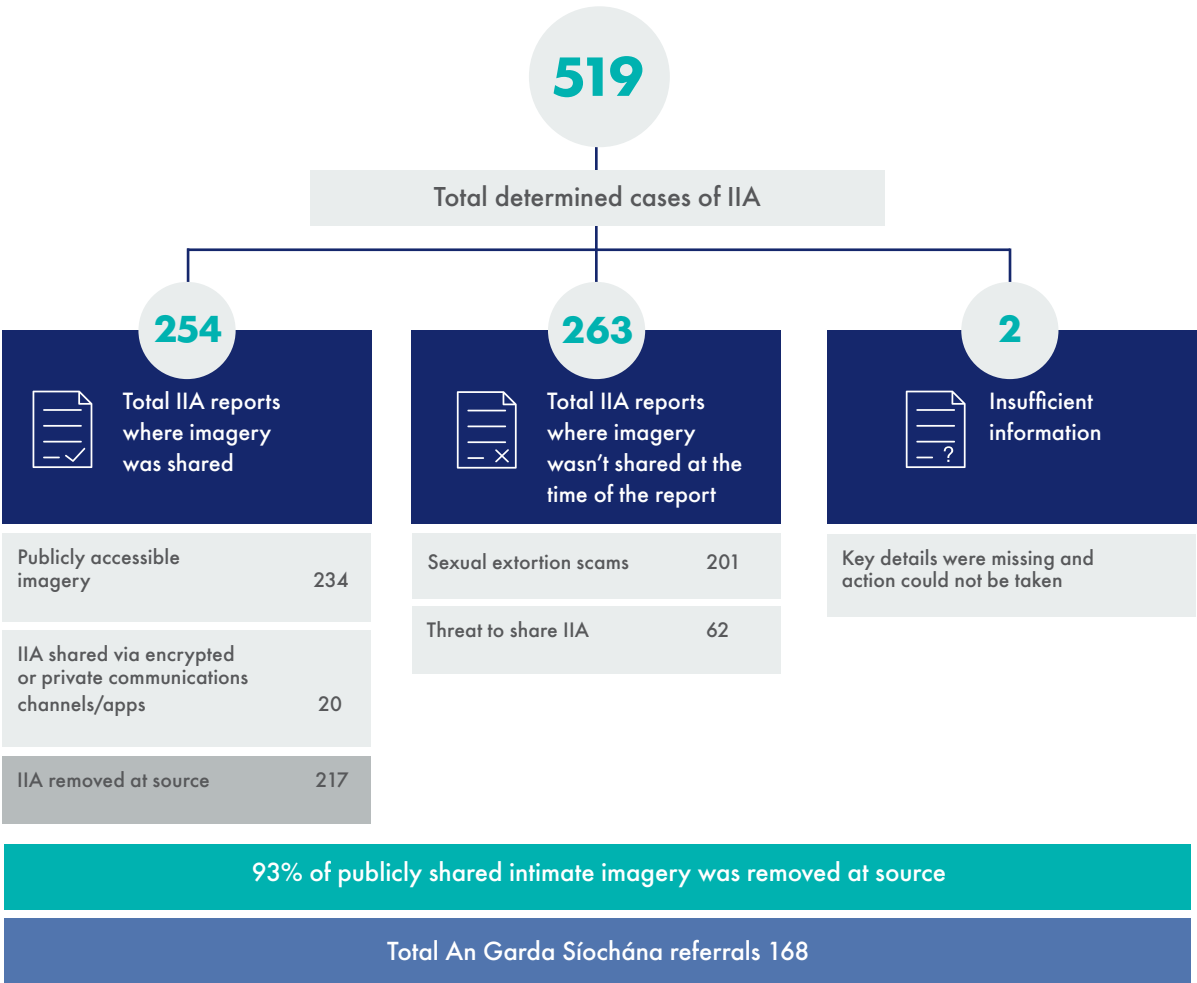 519
Total determined cases of IIA
254
Total IIA reports
where imagery
was shared
Publicly accessible
imagery 234
IIA shared via encrypted
or private communications
channels/apps 20
IIA removed at source 217
263
Total IIA reports
where imagery
wasn't shared at the
time of the report
Sexual extortion scams 201
Threat to share IIA 62
2
Insufficient
information
?
Key details were missing and
action could not be taken
93% of publicly shared intimate imagery was removed at source
Total An Garda Síochána referrals 168